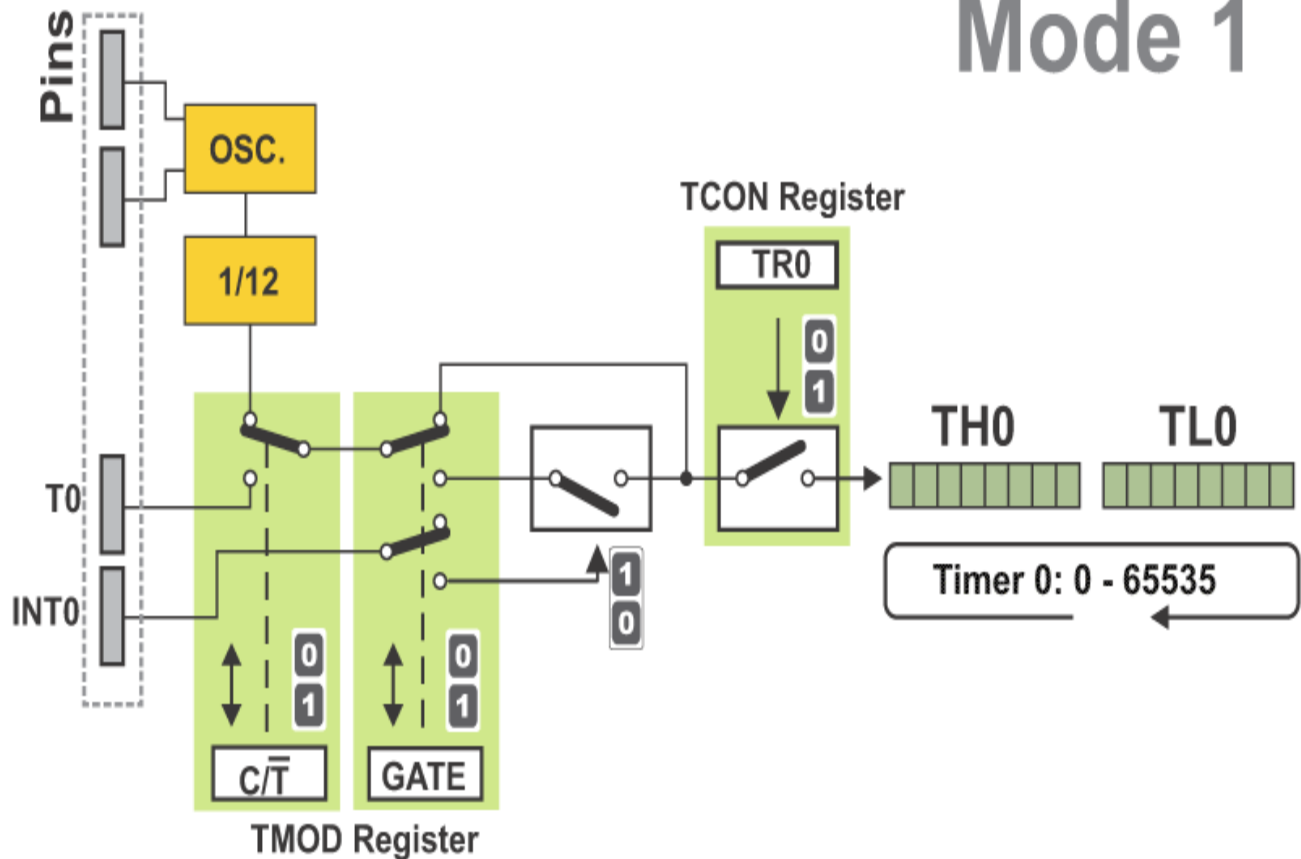 Mode 1
Pins
OSC.
1/12
TCON Register
TR0
0
1
TH0
TL0
T0
INT0
1
0
Timer 0: 0 - 65535
0
1
0
1
C/T̅
GATE
TMOD Register